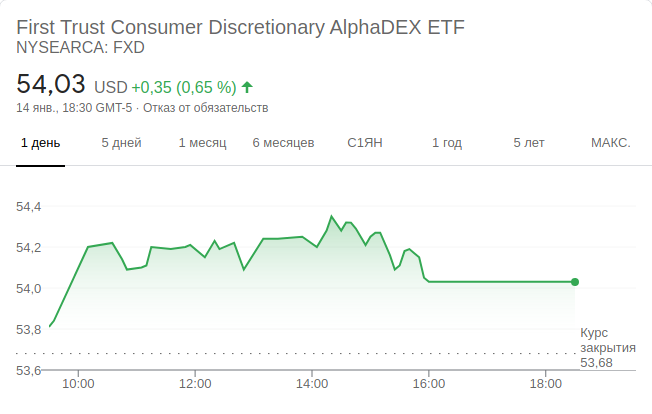 First Trust Consumer Discretionary AlphaDEX ETF
NYSEARCA: FXD
54,03 USD +0,35 (0,65 %)
14 янв., 18:30 GMT-5 · Отказ от обязательств
1 день 5 дней 1 месяц 6 месяцев С1ЯН 1 год 5 лет МАКС.
54,4
54,2
54,0
53,8
53,6
Курс
закрытия
53,68
10:00 12:00 14:00 16:00 18:00